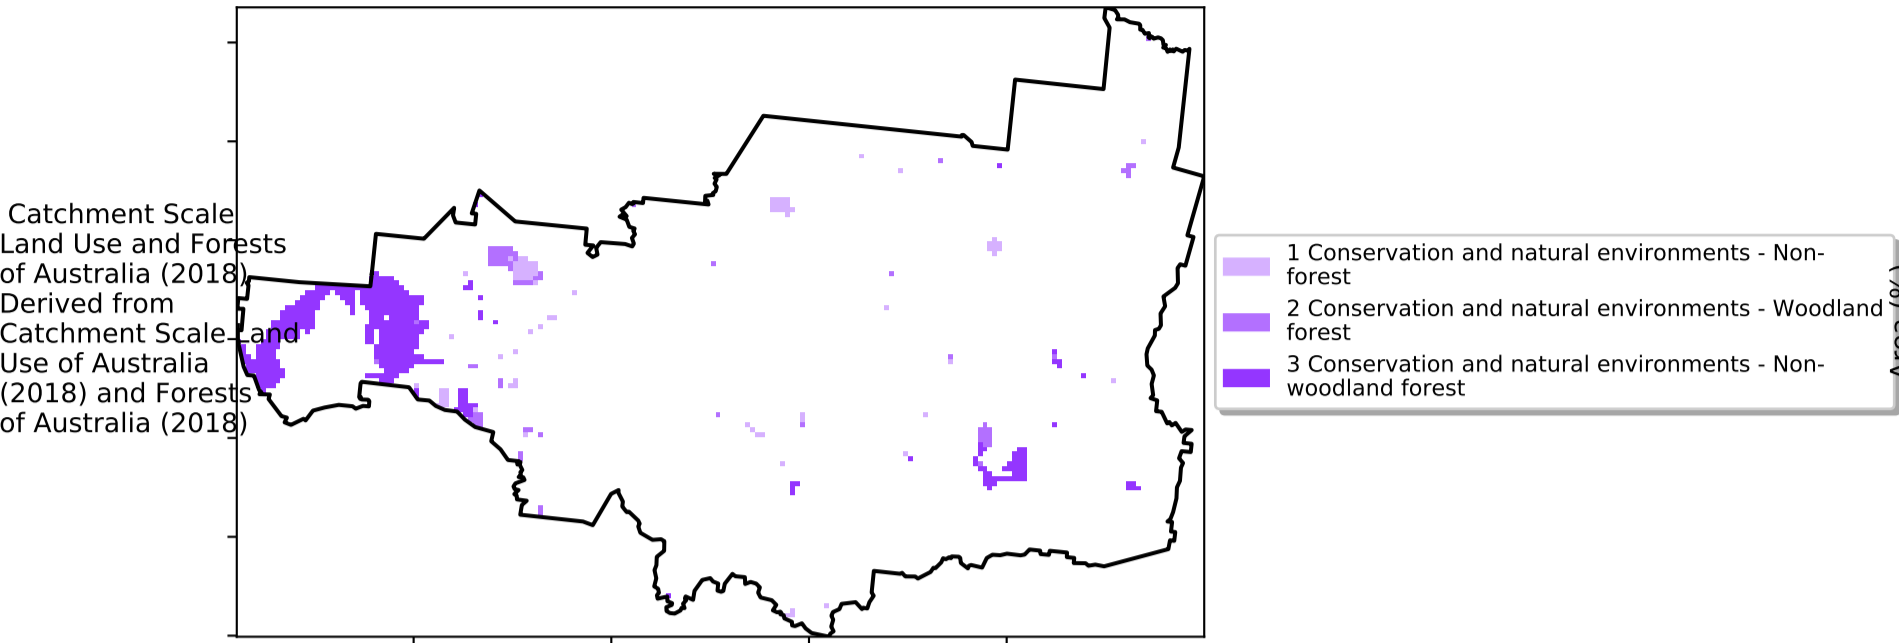 Catchment Scale
Land Use and Forests
of Australia (2018)
Derived from
Catchment Scale Land
Use of Australia
(2018) and Forests
of Australia (2018)
1 Conservation and natural environments - Non-
forest
2 Conservation and natural environments - Woodland
forest
3 Conservation and natural environments - Non-
woodland forest